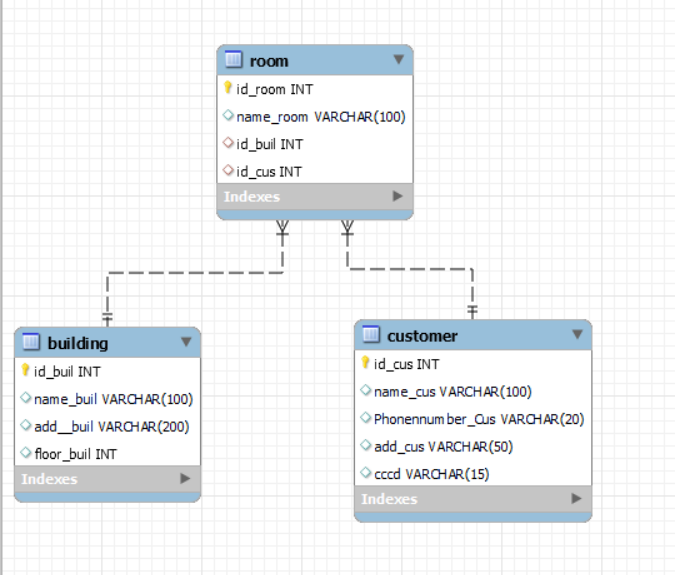 room
id_room INT
name_room VARCHAR(100)
id_buil INT
id_cus INT
Indexes
building
id_buil INT
name_buil VARCHAR(100)
add__buil VARCHAR(200)
floor_buil INT
Indexes
customer
id_cus INT
name_cus VARCHAR(100)
Phonennumber_Cus VARCHAR(20)
add_cus VARCHAR(50)
cccd VARCHAR(15)
Indexes